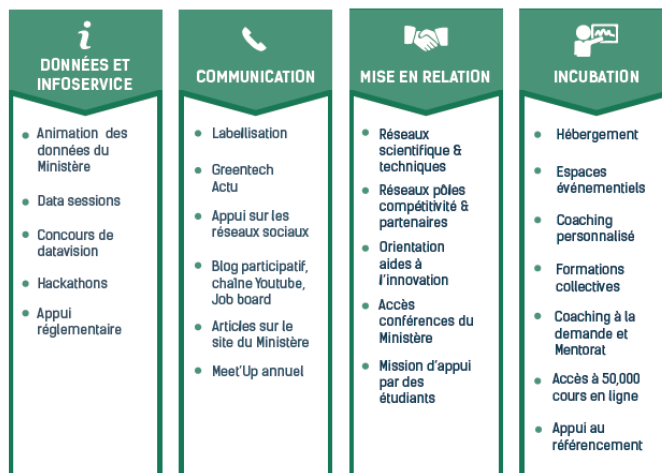 DONNÉES ET
INFOSERVICE
Animation des
données du
Ministère
Data sessions
Concours de
datavision
Hackathons
Appui
réglementaire
COMMUNICATION
Labellisation
Greentech
Actu
Appui sur les
réseaux sociaux
Blog participatif,
chaîne Youtube,
Job board
Articles sur le
site du Ministère
Meet'Up annuel
MISE EN RELATION
Réseaux
scientifique &
techniques
Réseaux pôles
compétitivité &
partenaires
Orientation
aides à
l'innovation
Accès
conférences du
Ministère
Mission d'appui
par des
étudiants
INCUBATION
Hébergement
Espaces
événementiels
Coaching
personnalisé
Formations
collectives
Coaching à la
demande et
Mentorat
Accès à 50,000
cours en ligne
Appui au
référencement